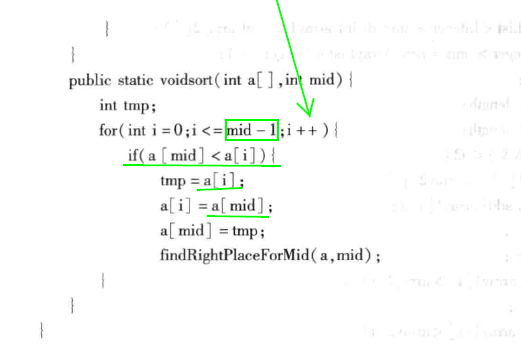 }
}
public static voidsort(int a[ ],int mid){
int tmp;
for(int i=0;i<=mid-1;i++){
if(a[mid]<a[i]){
tmp=a[i];
a[i]=a[mid];
a[mid]=tmp;
findRightPlaceForMid(a,mid);
}
}
}